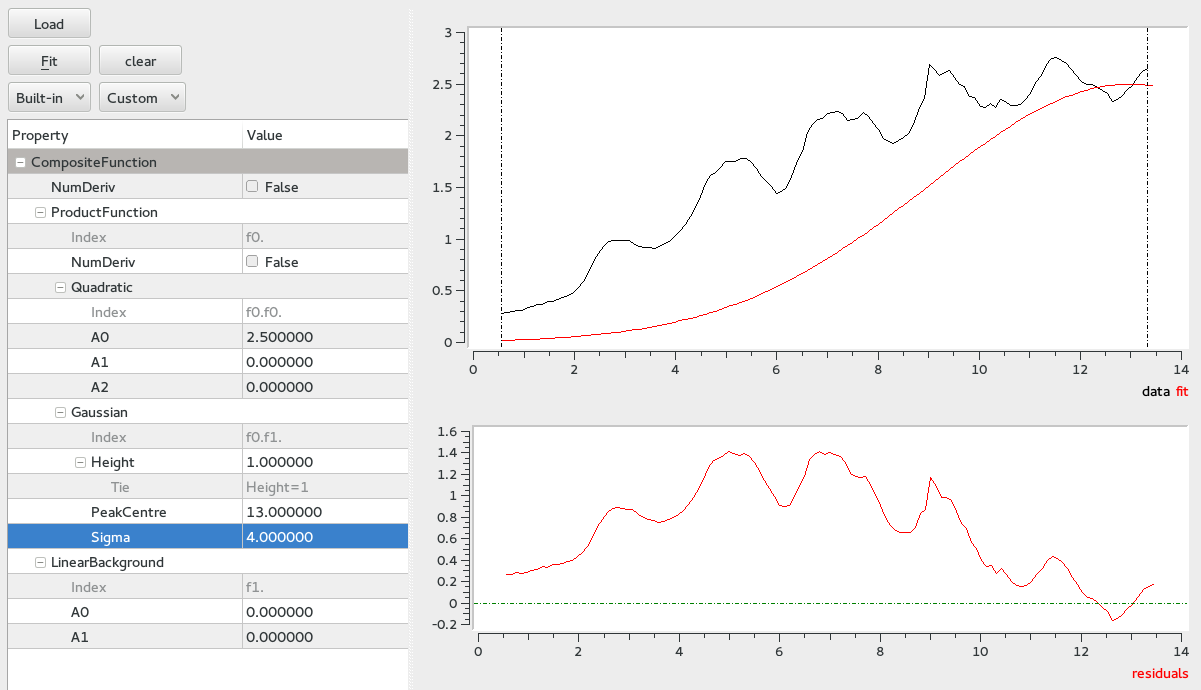 Load
Fit clear
Built-in Custom
Property Value
CompositeFunction
NumDeriv False
ProductFunction
Index f0.
NumDeriv False
Quadratic
Index f0.f0.
A0 2.500000
A1 0.000000
A2 0.000000
Gaussian
Index f0.f1.
Height 1.000000
Tie Height=1
PeakCentre 13.000000
Sigma 4.000000
LinearBackground
Index f1.
A0 0.000000
A1 0.000000
3
2.5
2
1.5
1
0.5
0
0 2 4 6 8 10 12 14
data fit
1.6
1.4
1.2
1
0.8
0.6
0.4
0.2
0
-0.2
0 2 4 6 8 10 12 14
residuals